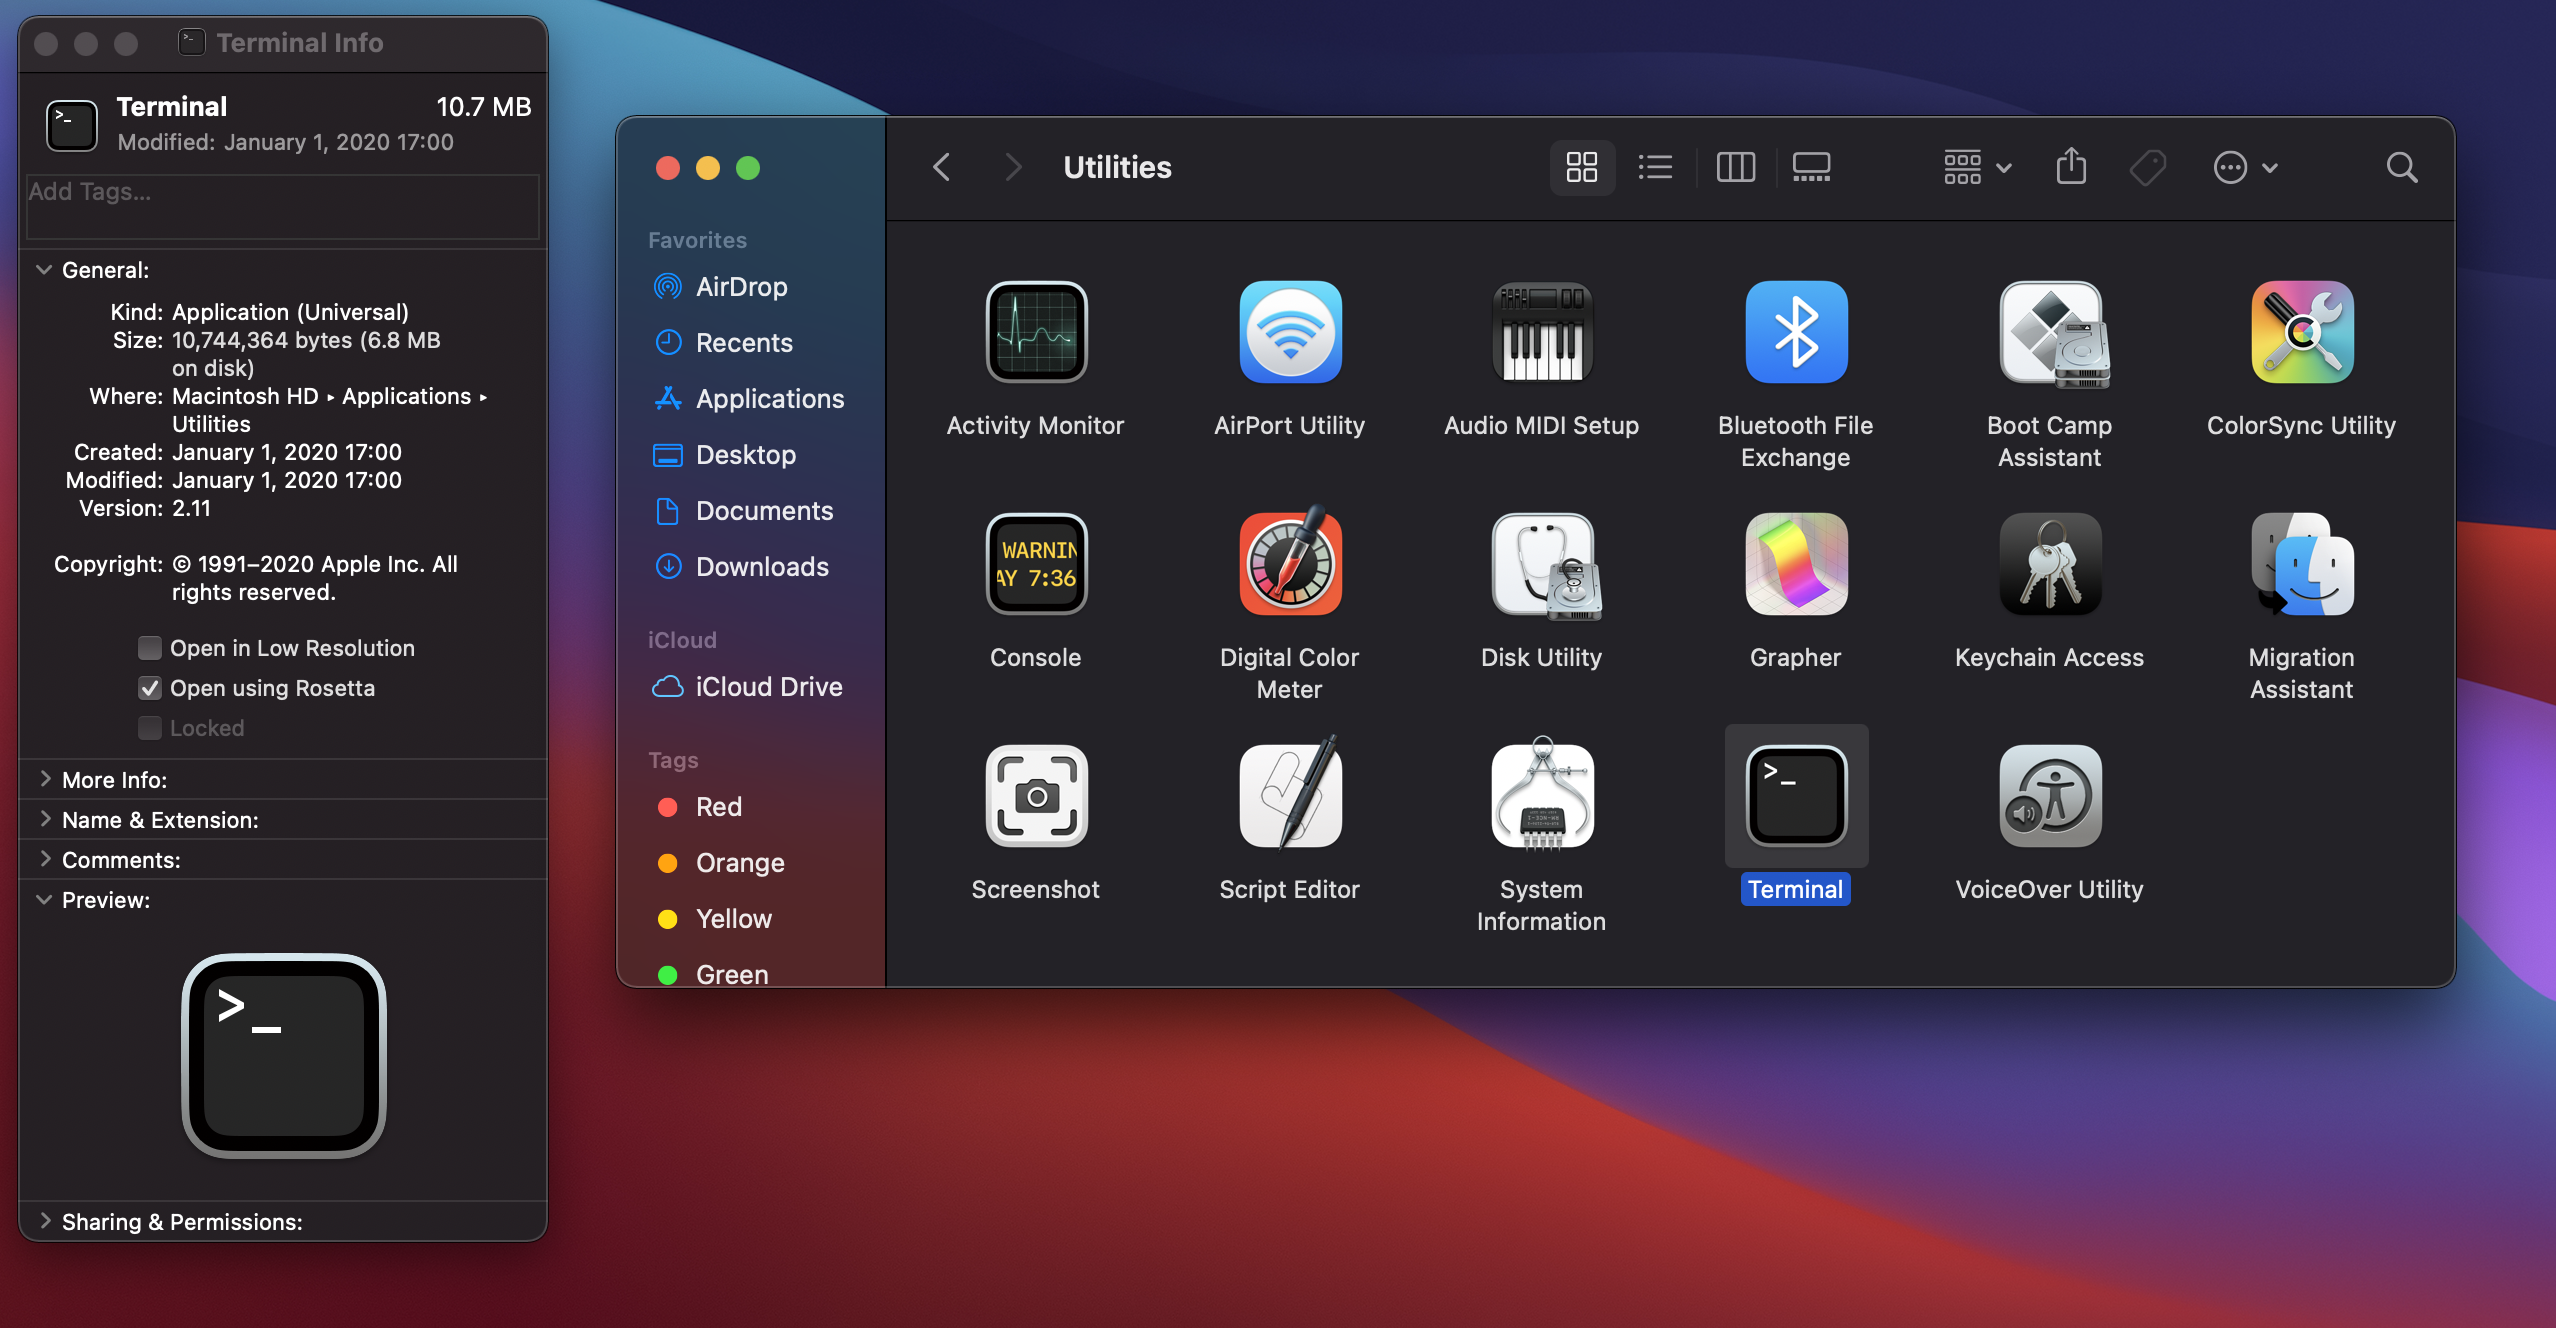 Terminal Info
Terminal 10.7 MB
Modified: January 1, 2020 17:00
Add Tags...
General:
Kind: Application (Universal)
Size: 10,744,364 bytes (6.8 MB
on disk)
Where: Macintosh HD ▸ Applications ▸
Utilities
Created: January 1, 2020 17:00
Modified: January 1, 2020 17:00
Version: 2.11
Copyright: © 1991–2020 Apple Inc. All
rights reserved.
Open in Low Resolution
Open using Rosetta
Locked
More Info:
Name & Extension:
Comments:
Preview:
>_
Sharing & Permissions:
Utilities
Favorites
AirDrop
Recents
Applications
Desktop
Documents
Downloads
iCloud
iCloud Drive
Tags
Red
Orange
Yellow
Green
Activity Monitor
AirPort Utility
Audio MIDI Setup
Bluetooth File
Exchange
Boot Camp
Assistant
ColorSync Utility
WARNIN
AY 7:36
Console
Digital Color
Meter
Disk Utility
Grapher
Keychain Access
Migration
Assistant
Screenshot
Script Editor
System
Information
>_
Terminal
VoiceOver Utility